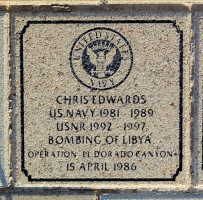 UNITED STATES
NAVY
CHRIS EDWARDS
US NAVY 1981 - 1989
USNR 1992 - 1997
BOMBING OF LIBYA
OPERATION EL DORADO CANYON
15 APRIL 1986